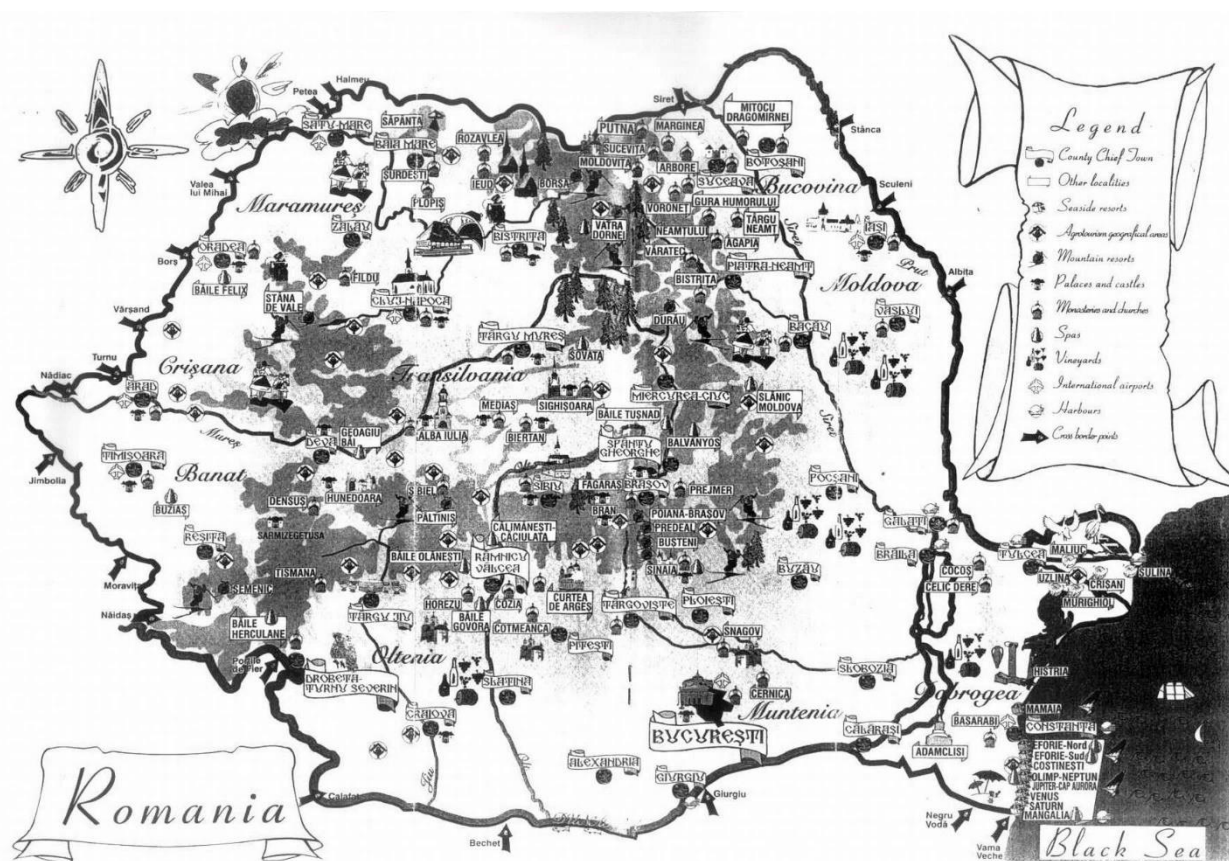 Halmeu
Petea
SATU-MARE
SĂPÂNȚA
BAIA MARE
ROZAVLEA
SURDEȘTI
IEUD
BORȘA
PLOPIȘ
Siret
PUTNA
MARGINEA
MITOCU
DRAGOMIRNEI
SUCEVIȚA
MOLDOVIȚA
ARBORE
BOTOȘANI
SUCEAVA
Bucovina
VORONEȚ
GURA HUMORULUI
Stânca
Sculeni
Valea
lui Mihai
Maramureș
ZALĂU
BISTRIȚA
VATRA
DORNEI
NEAMTULUI
TÂRGU
NEAMȚ
VĂRATEC
AGAPIA
Siret
IAȘI
Prut
Borș
ORADEA
BĂILE FELIX
STÂNA
DE VALE
FILDU
CLUJ-NAPOCA
BISTRIȚA
PIATRA-NEAMȚ
Moldova
Albița
Vărșand
DURĂU
BACĂU
VASLUI
Turnu
Nădlac
Crișana
TÂRGU MUREȘ
SOVATA
Transilvania
ARAD
Mureș
DEVA
GEOAGIU
BĂI
ALBA IULIA
MEDIAȘ
SIGHIȘOARA
BIERTAN
MIERCUREA-CIUC
BĂILE TUȘNAD
SLĂNIC
MOLDOVA
Siret
SFÂNTU
GHEORGHE
BALVANYOS
TIMIȘOARA
Jimbolia
Banat
BUZIAȘ
DENSUȘ
HUNEDOARA
SARMIZEGETUSA
SIBIEL
PĂLTINIȘ
Olt
SIBIU
FĂGĂRAȘ
BRAȘOV
BRAN
PREJMER
POIANA-BRAȘOV
PREDEAL
BUȘTENI
SINAIA
FOCȘANI
GALAȚI
BRĂILA
REȘIȚA
Moravița
SEMENIC
TISMANA
BĂILE OLĂNEȘTI
CĂLIMĂNEȘTI-
CĂCIULATA
RÂMNICU
VÂLCEA
BUZĂU
Năidaș
BĂILE
HERCULANE
TÂRGU JIU
HOREZU
BĂILE
GOVORA
COZIA
COTMEANCA
CURTEA
DE ARGEȘ
TÂRGOVIȘTE
PLOIEȘTI
PITEȘTI
SNAGOV
Porțile
de Fier
DROBETA-
TURNU SEVERIN
Oltenia
SLATINA
CRAIOVA
Jiu
Olt
CERNICA
BUCUREȘTI
Muntenia
SLOBOZIA
CĂLĂRAȘI
ALEXANDRIA
GIURGIU
Giurgiu
Calafat
Bechet
COCOȘ
CELIC DERE
TULCEA
MALIUC
UZLINA
CRIȘAN
SULINA
MURIGHIOL
HISTRIA
Dobrogea
MAMAIA
BASARABI
CONSTANȚA
ADAMCLISI
EFORIE-Nord
EFORIE-Sud
COSTINEȘTI
OLIMP-NEPTUN
JUPITER-CAP AURORA
VENUS
SATURN
MANGALIA
Negru
Vodă
Vama
Veche
Black Sea
Romania
Legend
County Chief Town
Other localities
Seaside resorts
Agrotourism geografical areas
Mountain resorts
Palaces and castles
Monasteries and churches
Spas
Vineyards
International airports
Harbours
Cross border points